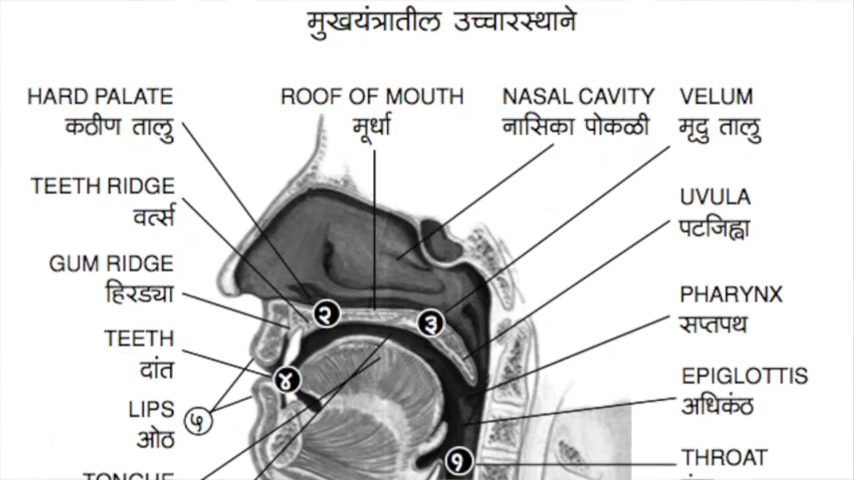 मुखयंत्रातील उच्चारस्थाने
HARD PALATE
कठीण तालु
ROOF OF MOUTH
मूर्धा
NASAL CAVITY
नासिका पोकळी
VELUM
मृदु तालु
TEETH RIDGE
वर्त्स
UVULA
पटजिह्वा
GUM RIDGE
हिरड्या
PHARYNX
सप्तपथ
२
३
TEETH
दांत
EPIGLOTTIS
अधिकंठ
४
LIPS
ओठ
५
THROAT
१
TONGUE